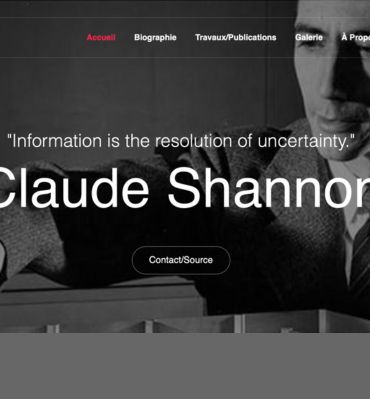 Accueil Biographie Travaux/Publications Galerie À Propo
"Information is the resolution of uncertainty."
Claude Shannon
Contact/Source